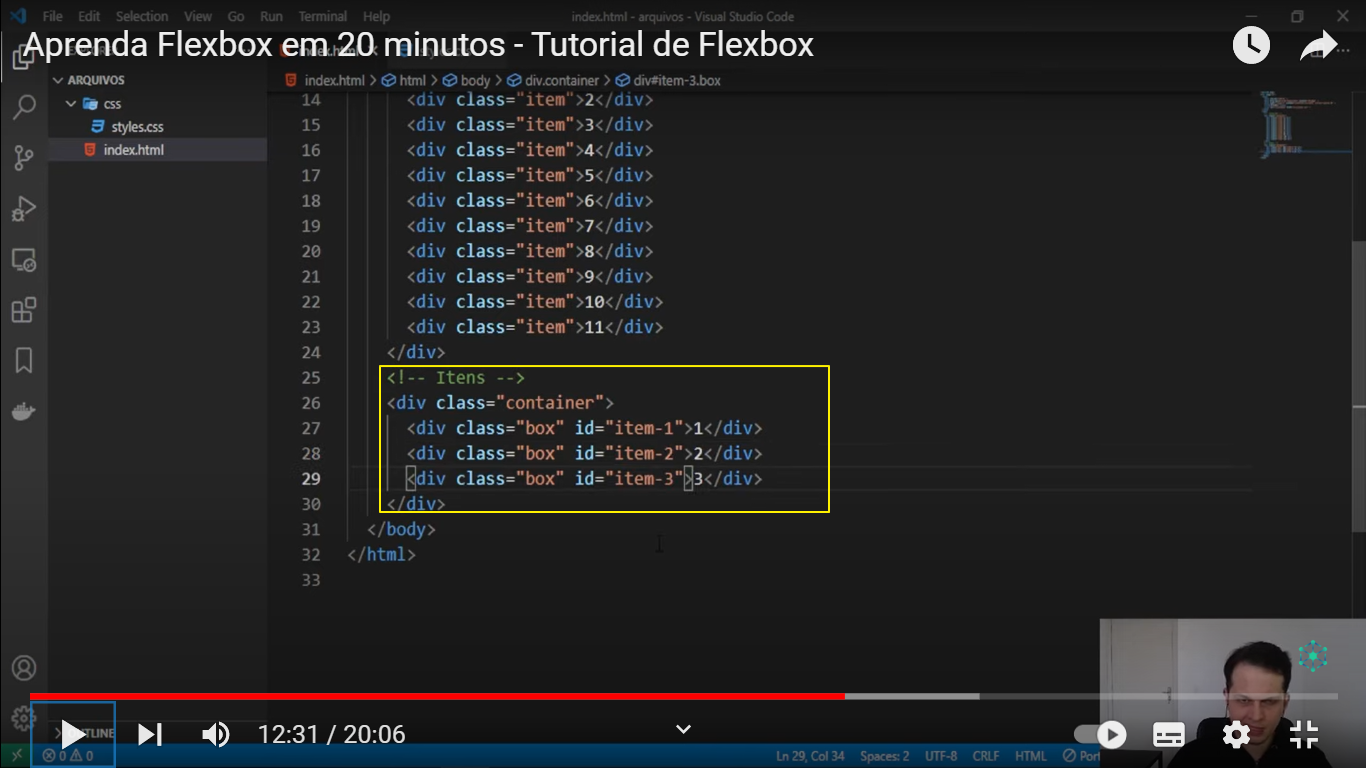 File Edit Selection View Go Run Terminal Help
index.html - arquivos - Visual Studio Code
Aprenda Flexbox em 20 minutos - Tutorial de Flexbox
ARQUIVOS
css
styles.css
index.html
index.html > html > body > div.container > div#item-3.box
14 <div class="item">2</div>
15 <div class="item">3</div>
16 <div class="item">4</div>
17 <div class="item">5</div>
18 <div class="item">6</div>
19 <div class="item">7</div>
20 <div class="item">8</div>
21 <div class="item">9</div>
22 <div class="item">10</div>
23 <div class="item">11</div>
24 </div>
25 <!-- Itens -->
26 <div class="container">
27 <div class="box" id="item-1">1</div>
28 <div class="box" id="item-2">2</div>
29 <div class="box" id="item-3">3</div>
30 </div>
31 </body>
32 </html>
33
OUTLINE
12:31 / 20:06
0 0 Ln 29, Col 34 Spaces: 2 UTF-8 CRLF HTML